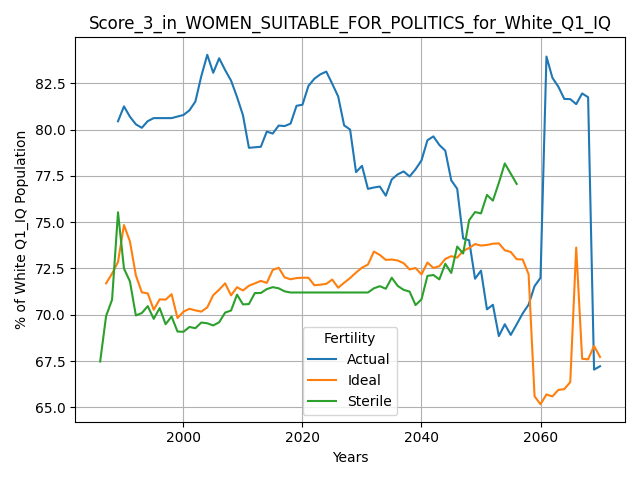 Score_3_in_WOMEN_SUITABLE_FOR_POLITICS_for_White_Q1_IQ
% of White Q1_IQ Population
82.5
80.0
77.5
75.0
72.5
70.0
67.5
65.0
Fertility
Actual
Ideal
Sterile
2000
2020
2040
2060
Years